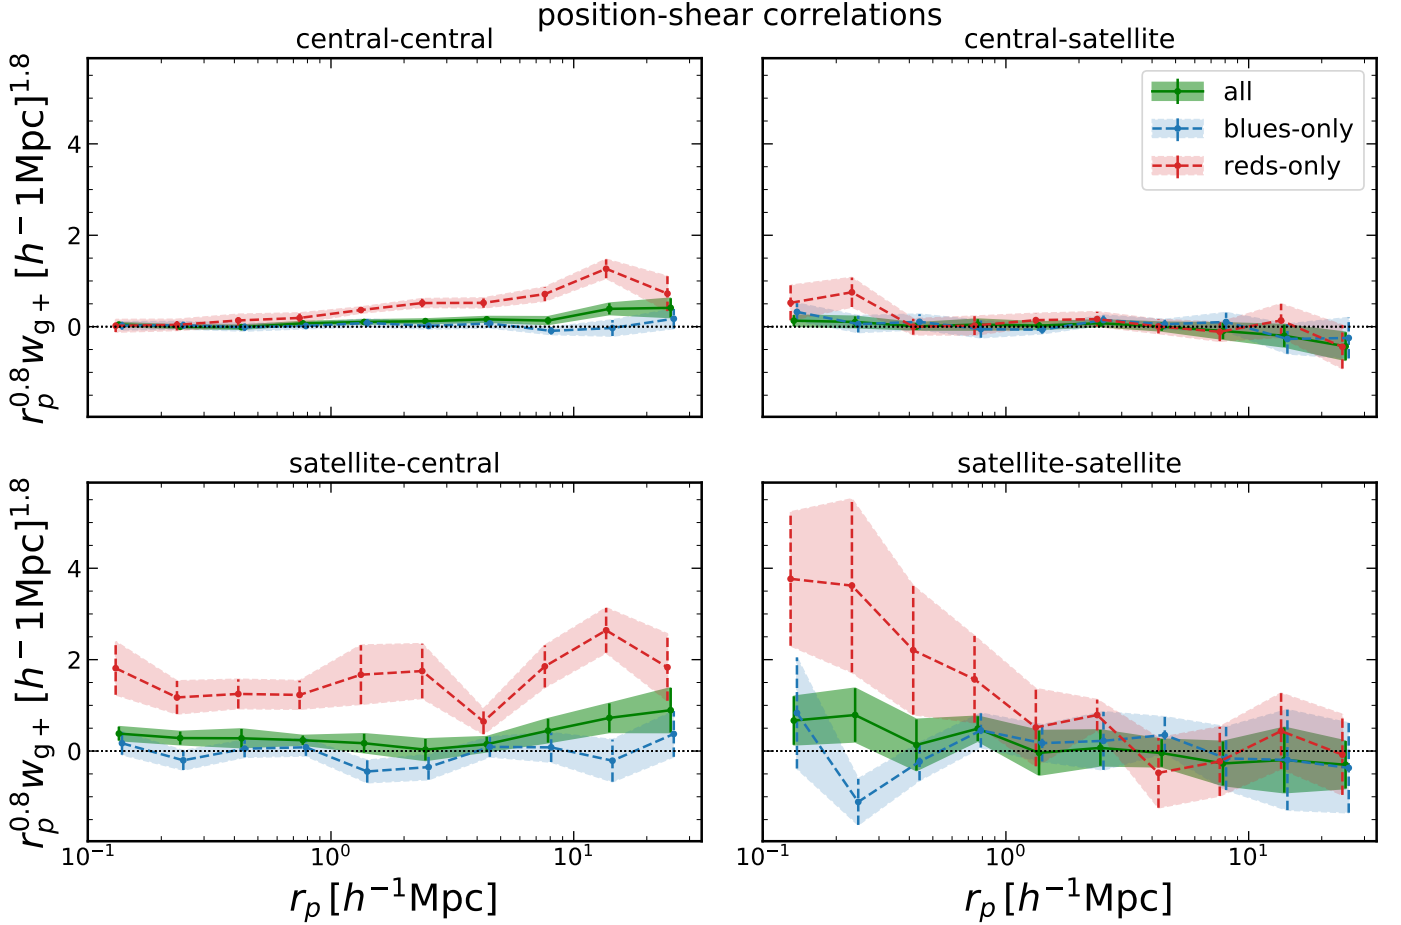 position-shear correlations
central-central
central-satellite
r_p^0.8 w_g+ [h−1Mpc]^1.8
4
2
0
all
blues-only
reds-only
satellite-central
satellite-satellite
r_p^0.8 w_g+ [h−1Mpc]^1.8
4
2
0
10^−1 10^0 10^1
10^−1 10^0 10^1
r_p [h^−1Mpc]
r_p [h^−1Mpc]